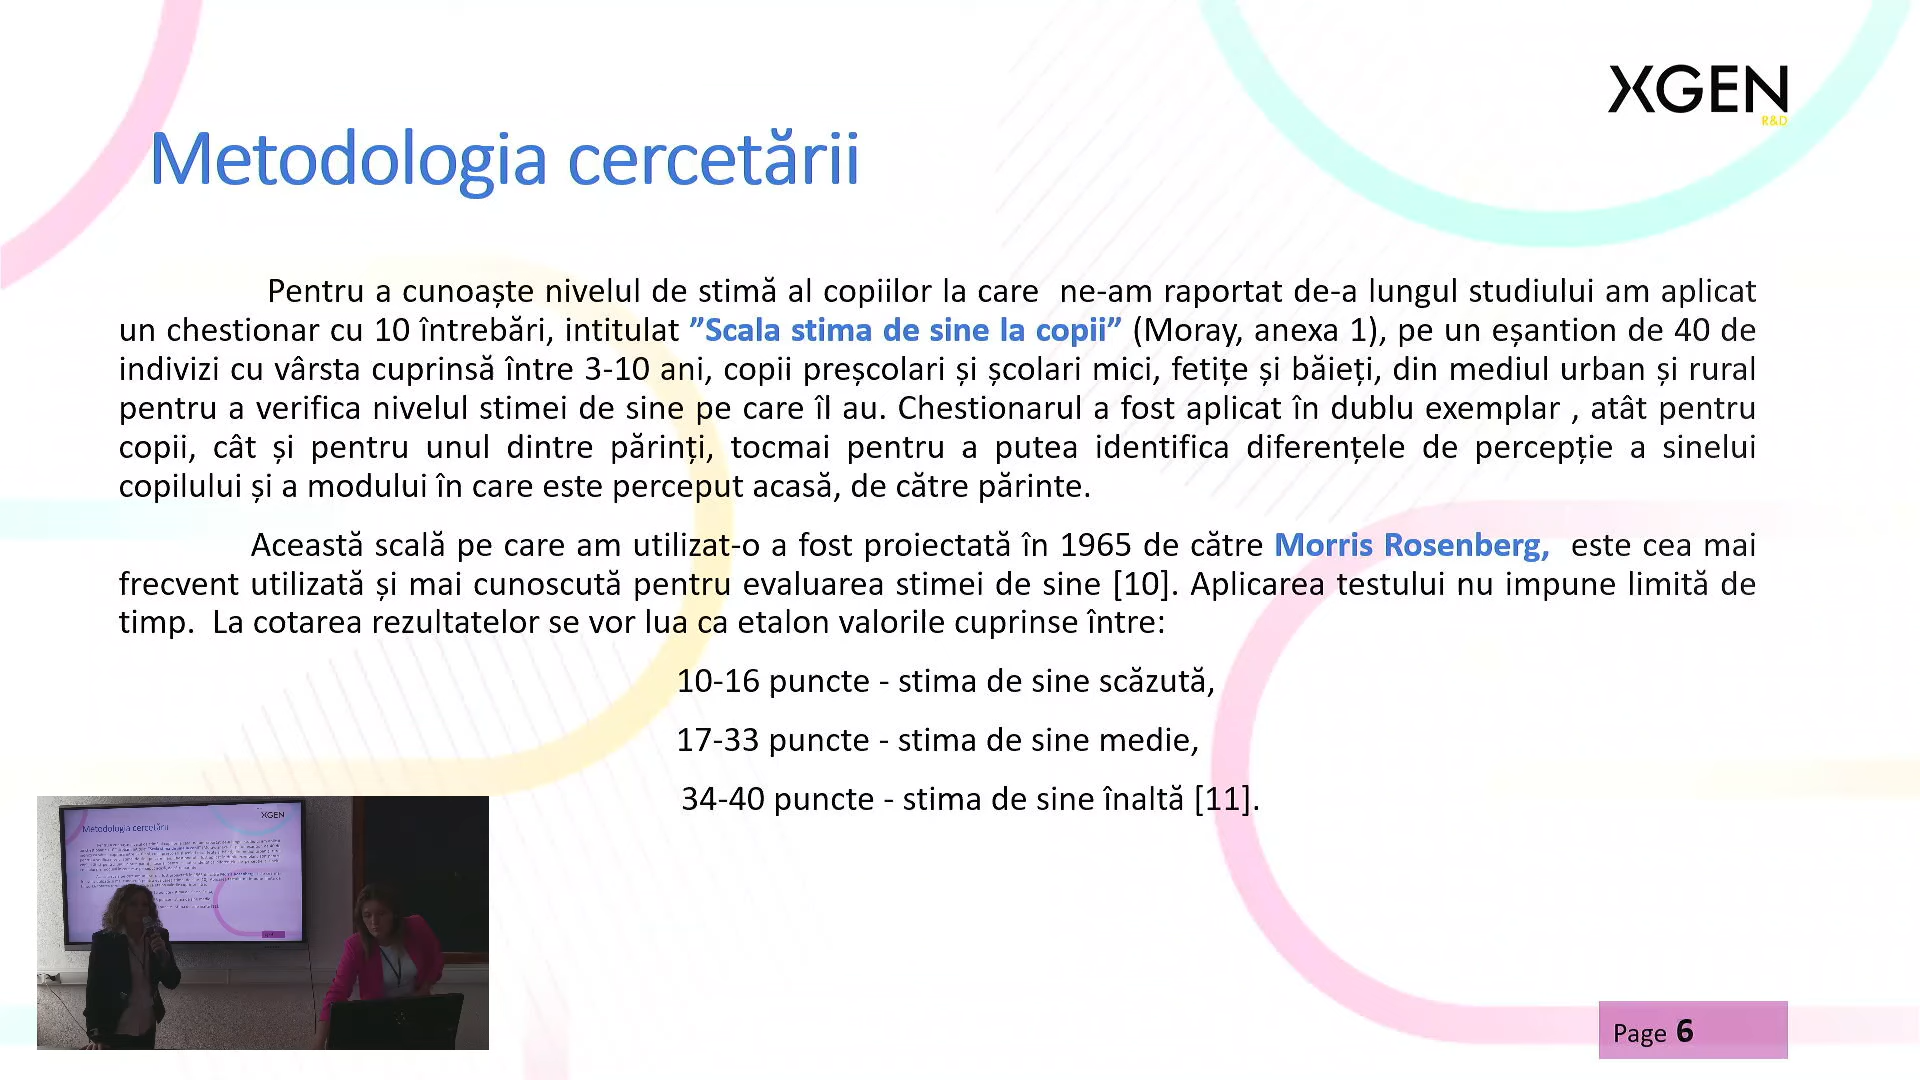 XGEN
R&D
Metodologia cercetării
Pentru a cunoaște nivelul de stimă al copiilor la care ne-am raportat de-a lungul studiului am aplicat
un chestionar cu 10 întrebări, intitulat ”Scala stima de sine la copii” (Moray, anexa 1), pe un eșantion de 40 de
indivizi cu vârsta cuprinsă între 3-10 ani, copii preșcolari și școlari mici, fetițe și băieți, din mediul urban și rural
pentru a verifica nivelul stimei de sine pe care îl au. Chestionarul a fost aplicat în dublu exemplar , atât pentru
copii, cât și pentru unul dintre părinți, tocmai pentru a putea identifica diferențele de percepție a sinelui
copilului și a modului în care este perceput acasă, de către părinte.
Această scală pe care am utilizat-o a fost proiectată în 1965 de către Morris Rosenberg, este cea mai
frecvent utilizată și mai cunoscută pentru evaluarea stimei de sine [10]. Aplicarea testului nu impune limită de
timp. La cotarea rezultatelor se vor lua ca etalon valorile cuprinse între:
10-16 puncte - stima de sine scăzută,
17-33 puncte - stima de sine medie,
34-40 puncte - stima de sine înaltă [11].
Metodologia cercetării
XGEN
Page 6